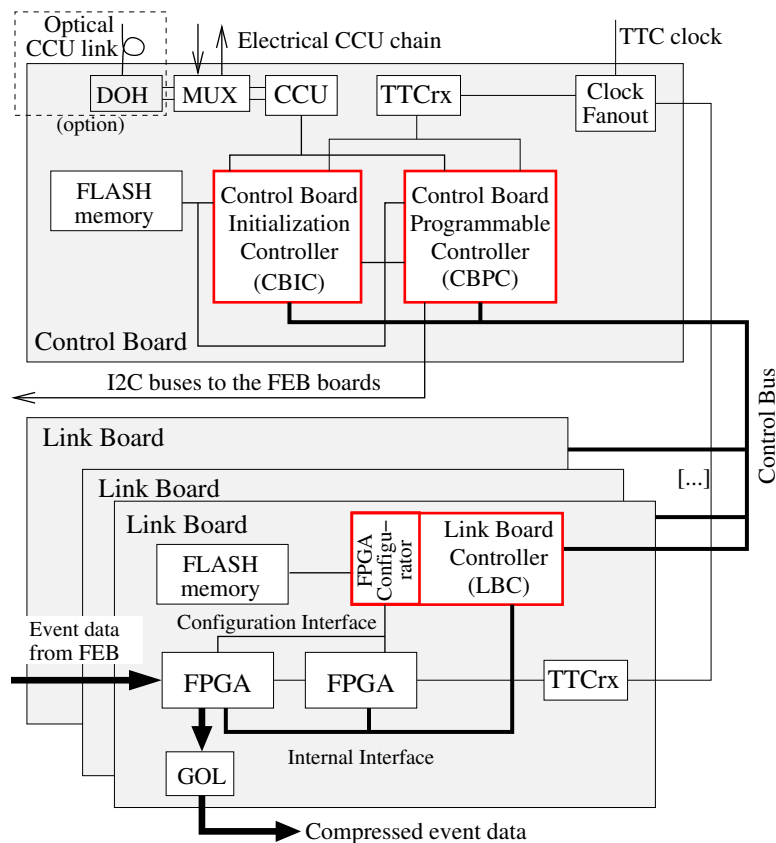 Optical
CCU link
Electrical CCU chain
TTC clock
DOH
MUX
CCU
TTCrx
Clock
Fanout
(option)
FLASH
memory
Control Board
Initialization
Controller
(CBIC)
Control Board
Programmable
Controller
(CBPC)
Control Board
I2C buses to the FEB boards
Control Bus
Link Board
[...]
Link Board
Link Board
FLASH
memory
FPGA
Configu-
rator
Link Board
Controller
(LBC)
Configuration Interface
Event data
from FEB
FPGA
FPGA
TTCrx
Internal Interface
GOL
Compressed event data